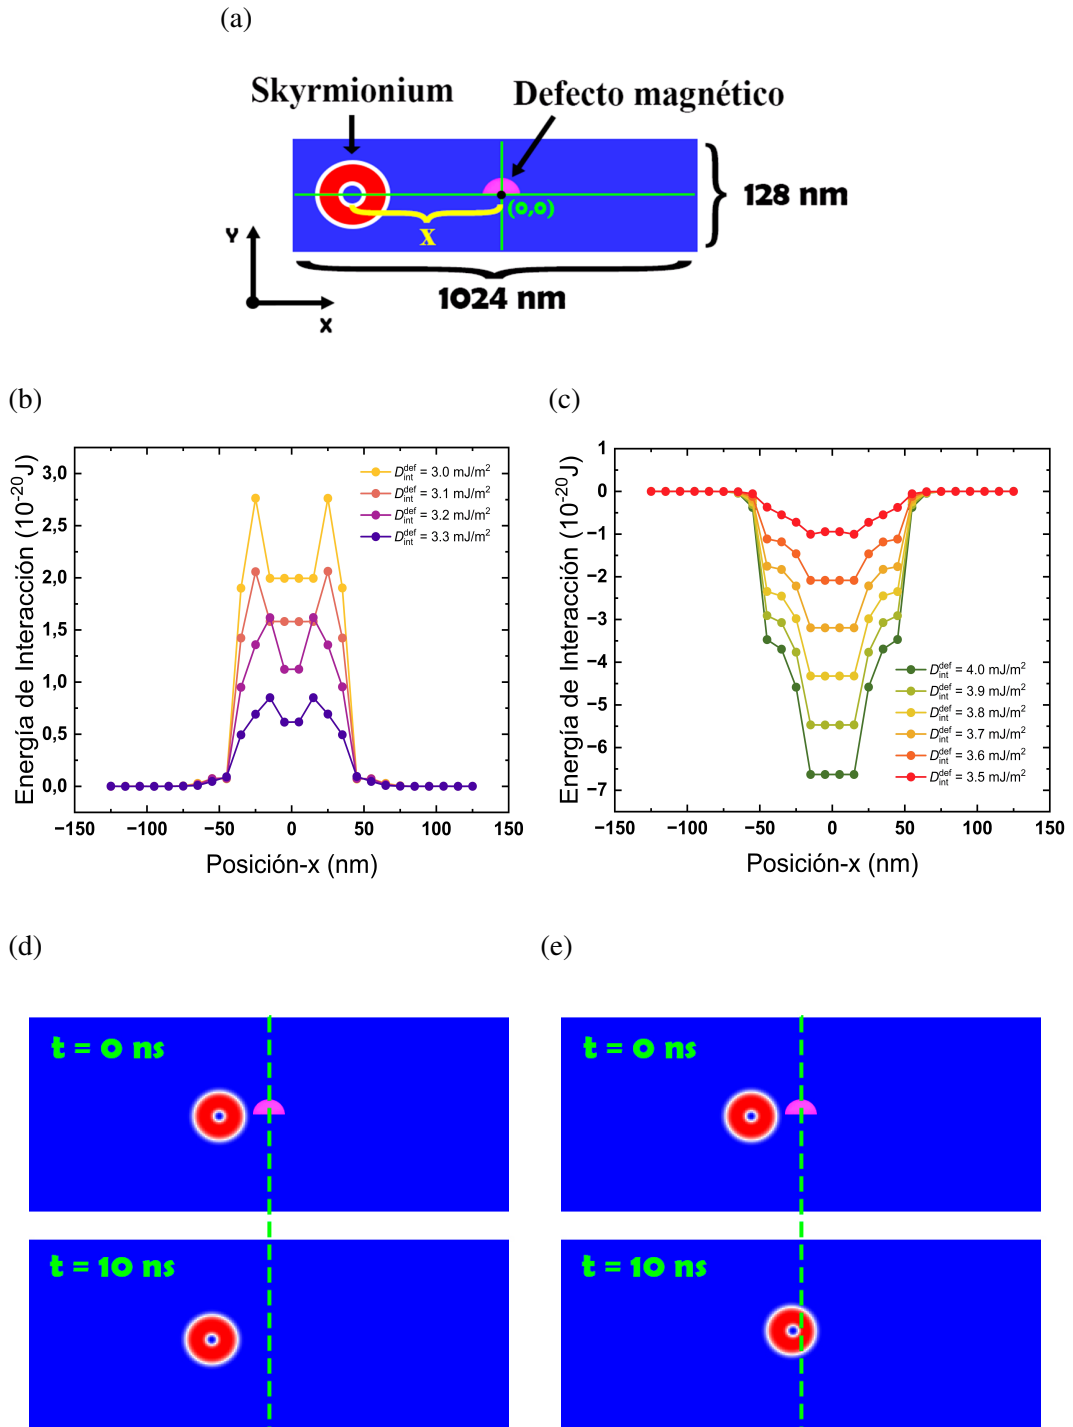 (a)
Skyrmionium
Defecto magnético
(0,0)
x
128 nm
1024 nm
Y
x
(b)
(c)
Energía de Interacción (10⁻²⁰J)
3,0
2,5
2,0
1,5
1,0
0,5
0,0
D_int^def = 3.0 mJ/m²
D_int^def = 3.1 mJ/m²
D_int^def = 3.2 mJ/m²
D_int^def = 3.3 mJ/m²
−150 −100 −50 0 50 100 150
Posición-x (nm)
Energía de Interacción (10⁻²⁰J)
1
0
−1
−2
−3
−4
−5
−6
−7
D_int^def = 4.0 mJ/m²
D_int^def = 3.9 mJ/m²
D_int^def = 3.8 mJ/m²
D_int^def = 3.7 mJ/m²
D_int^def = 3.6 mJ/m²
D_int^def = 3.5 mJ/m²
−150 −100 −50 0 50 100 150
Posición-x (nm)
(d)
(e)
t = 0 ns
t = 0 ns
t = 10 ns
t = 10 ns